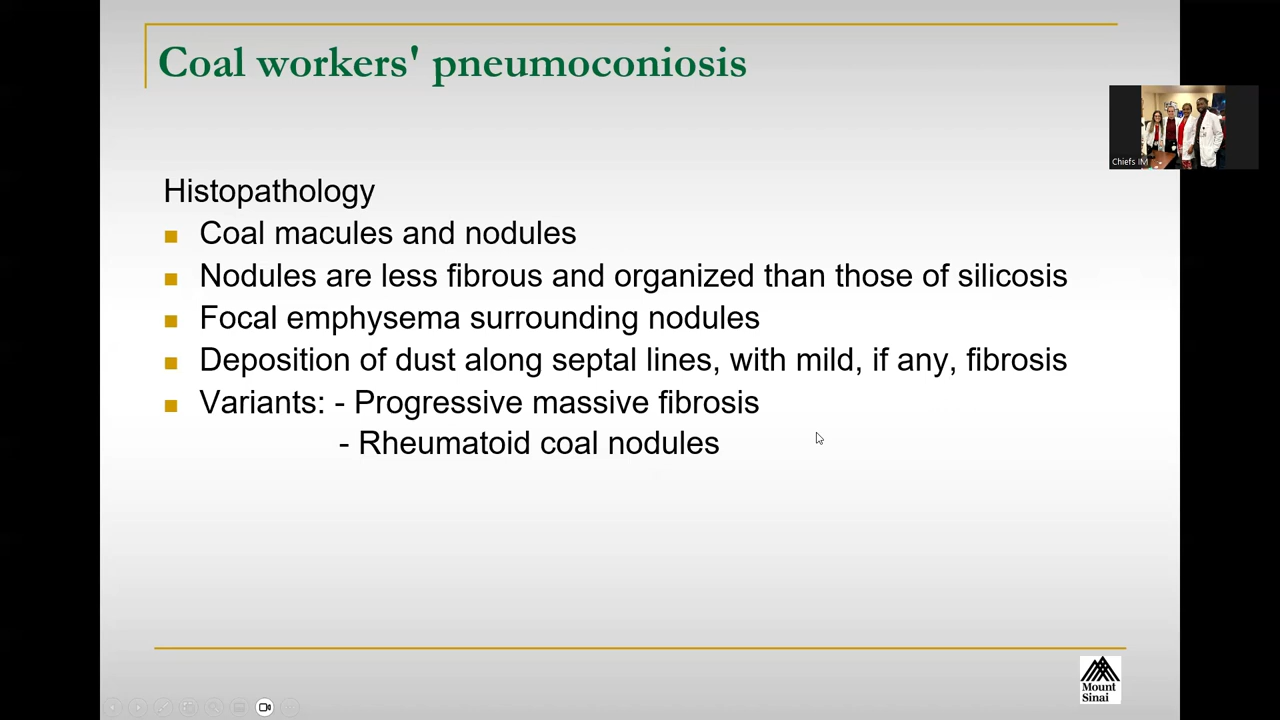 Coal workers' pneumoconiosis
Chiefs IM
Histopathology
Coal macules and nodules
Nodules are less fibrous and organized than those of silicosis
Focal emphysema surrounding nodules
Deposition of dust along septal lines, with mild, if any, fibrosis
Variants: - Progressive massive fibrosis
- Rheumatoid coal nodules
Mount
Sinai